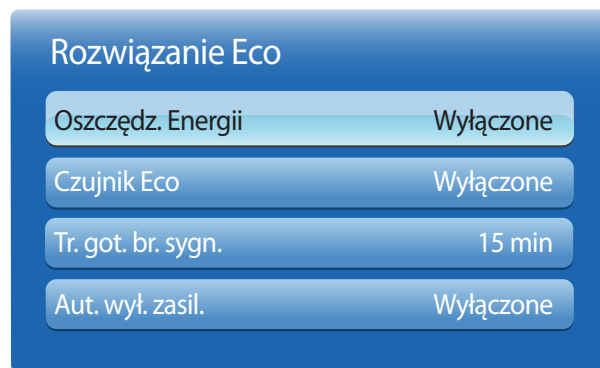 Rozwiązanie Eco
Oszczędz. Energii Wyłączone
Czujnik Eco Wyłączone
Tr. got. br. sygn. 15 min
Aut. wył. zasil. Wyłączone